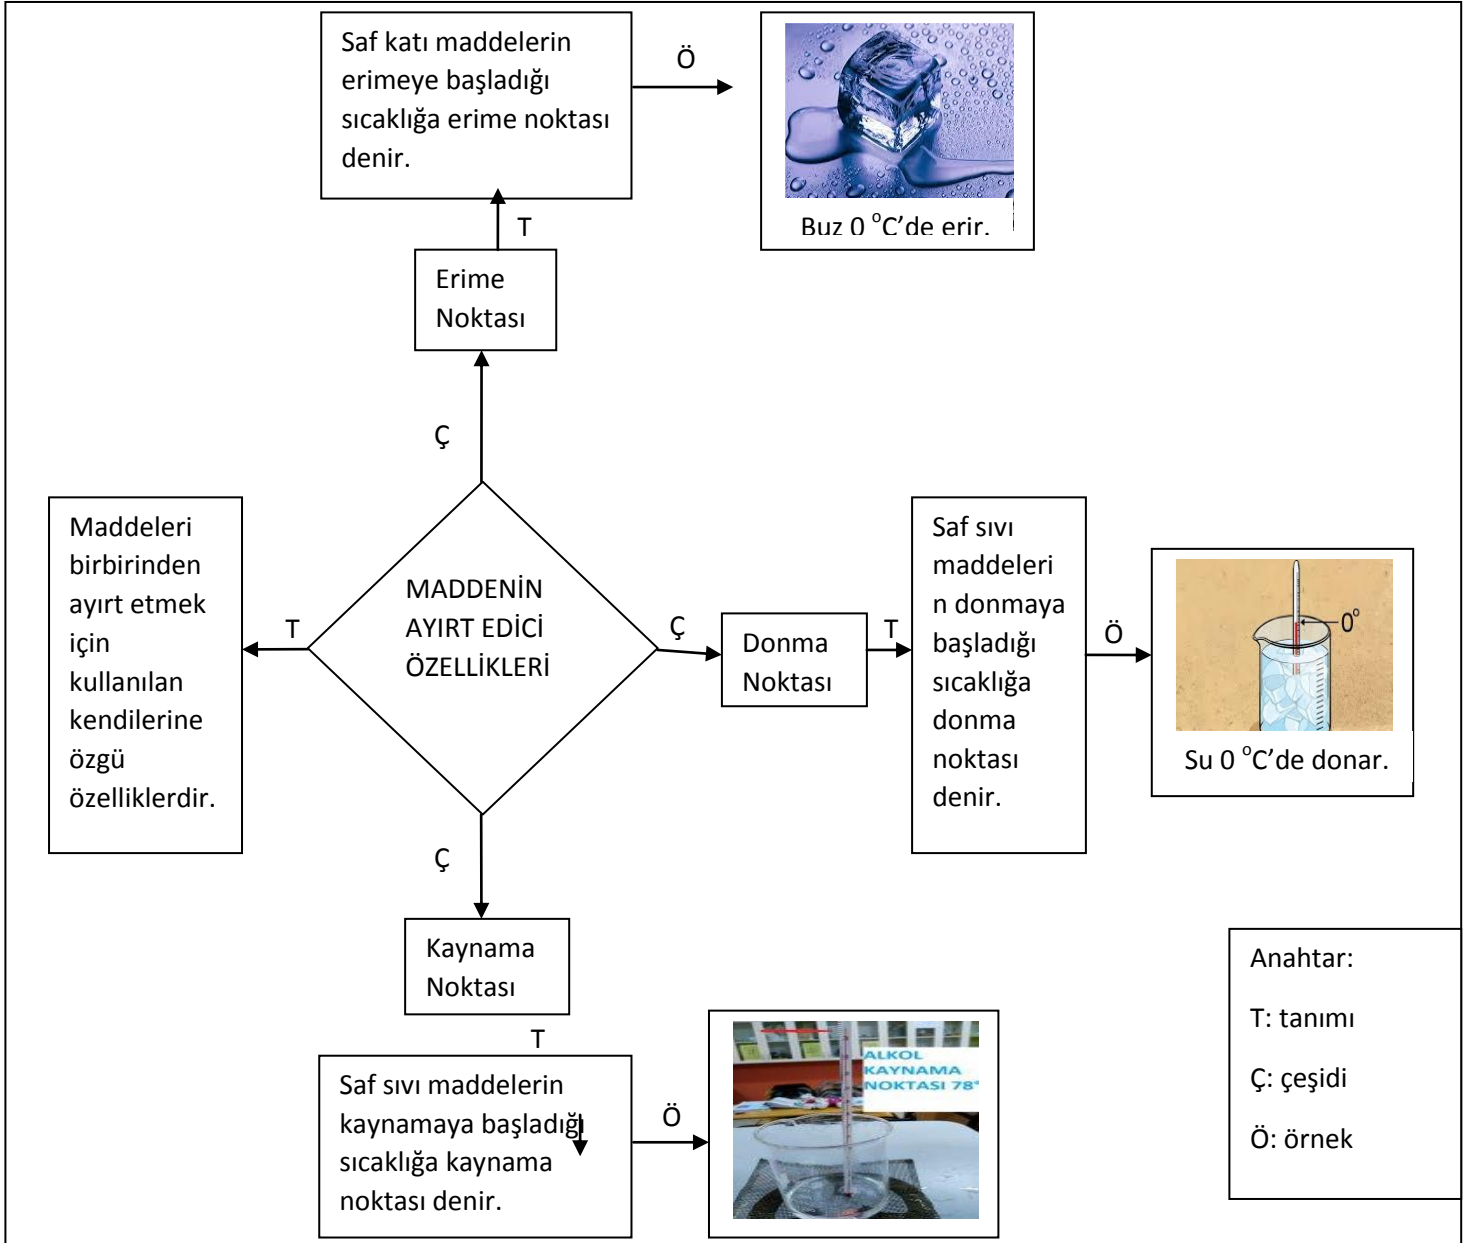 Saf katı maddelerin
erimeye başladığı
sıcaklığa erime noktası
denir.
Ö
Buz 0 °C’de erir.
T
Erime
Noktası
Ç
Maddeleri
birbirinden
ayırt etmek
için
kullanılan
kendilerine
özgü
özelliklerdir.
T
MADDENİN
AYIRT EDİCİ
ÖZELLİKLERİ
Ç
Donma
Noktası
T
Saf sıvı
maddeleri
n donmaya
başladığı
sıcaklığa
donma
noktası
denir.
Ö
0°
Su 0 °C’de donar.
Ç
Kaynama
Noktası
T
Saf sıvı maddelerin
kaynamaya başladığı
sıcaklığa kaynama
noktası denir.
Ö
ALKOL
KAYNAMA
NOKTASI 78°
Anahtar:
T: tanımı
Ç: çeşidi
Ö: örnek